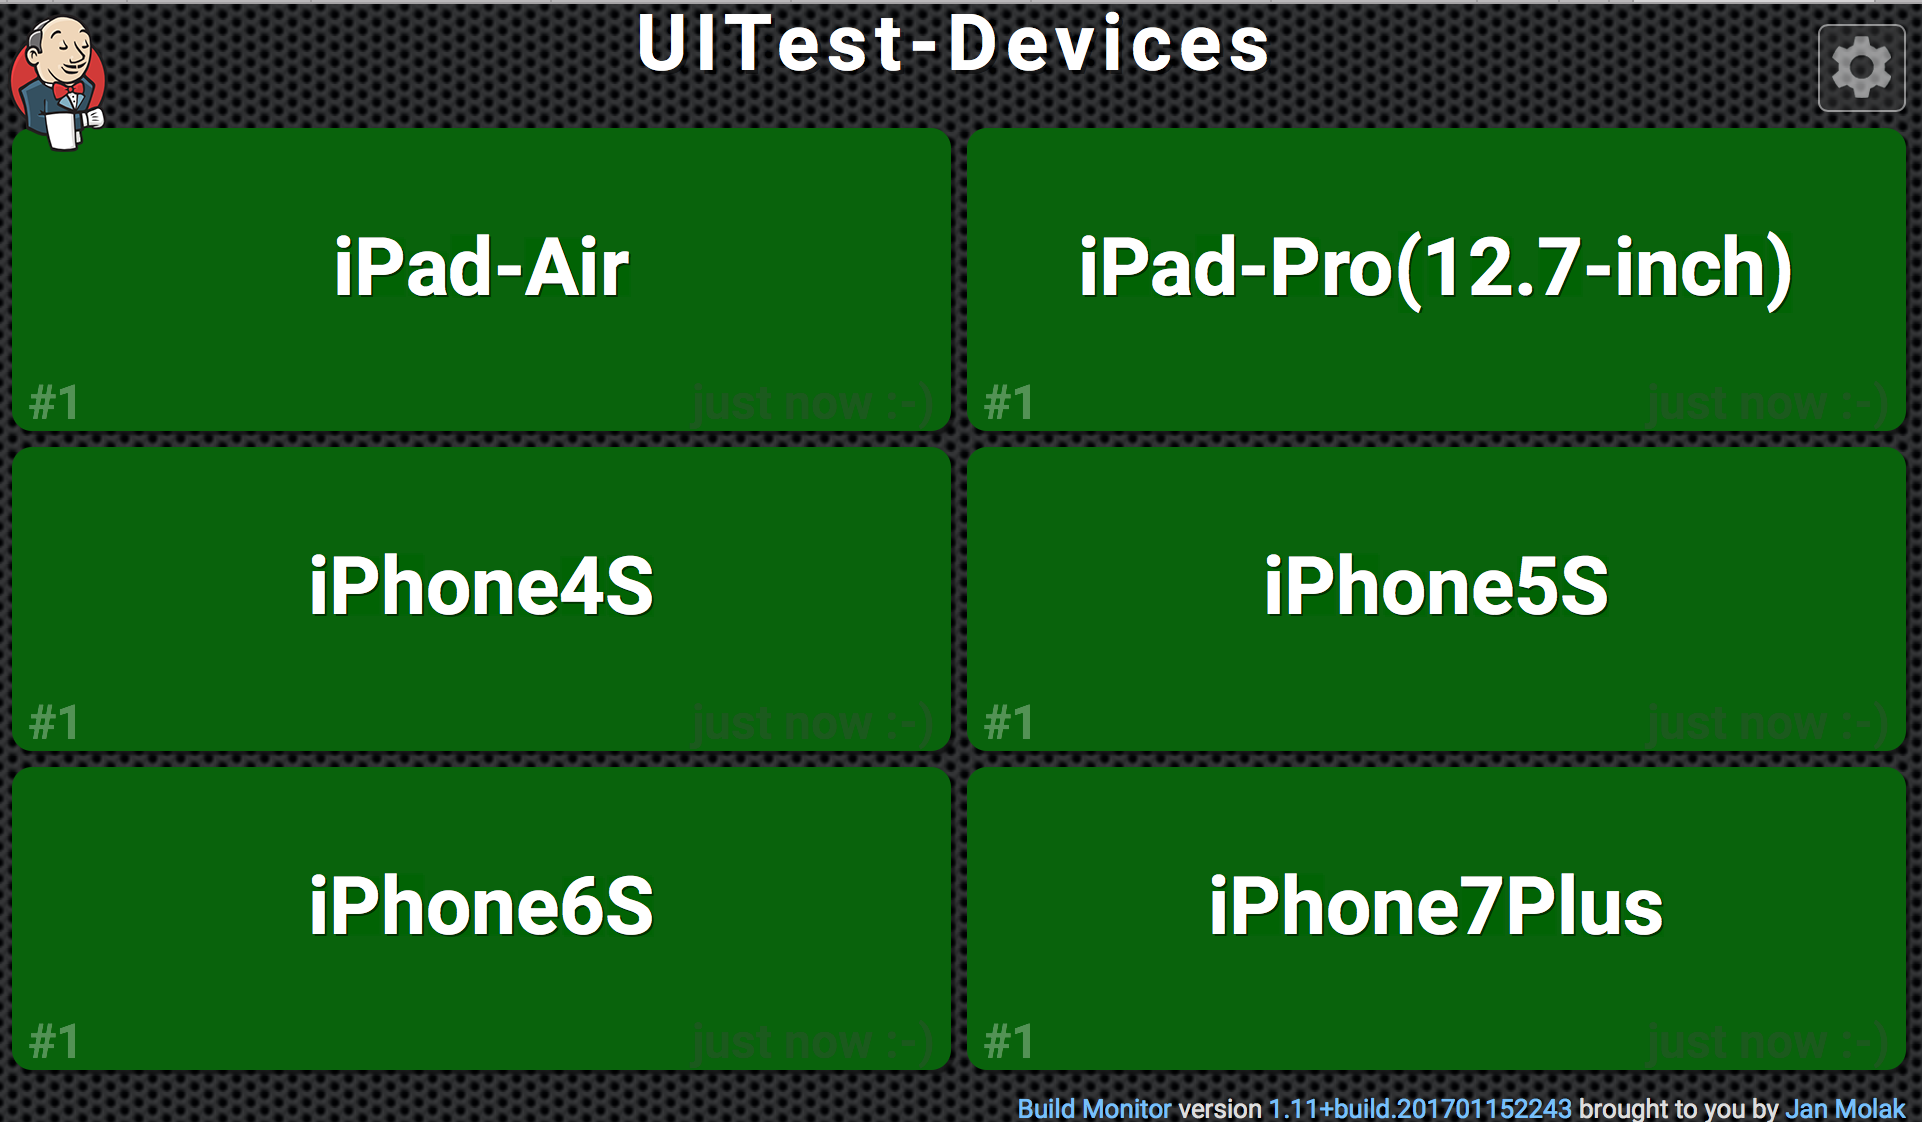 UITest-Devices
iPad-Air
#1
just now :-)
iPad-Pro(12.7-inch)
#1
just now :-)
iPhone4S
#1
just now :-)
iPhone5S
#1
just now :-)
iPhone6S
#1
just now :-)
iPhone7Plus
#1
just now :-)
Build Monitor version 1.11+build.201701152243 brought to you by Jan Molak